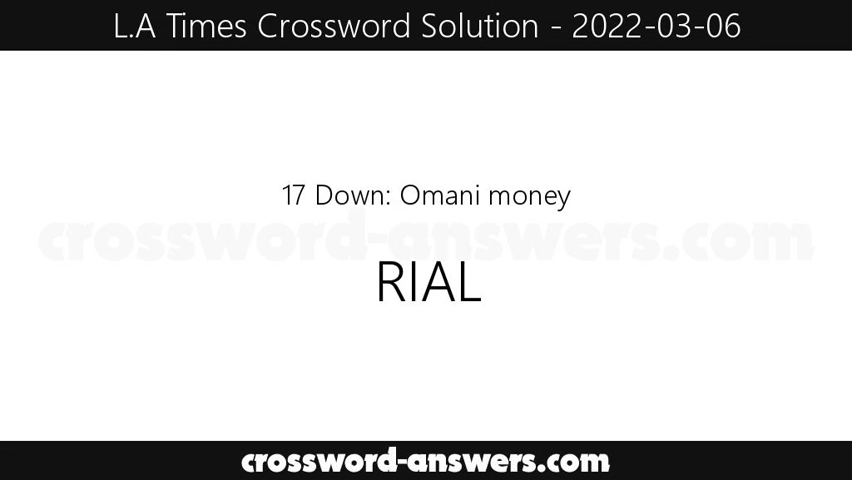 L.A Times Crossword Solution - 2022-03-06
17 Down: Omani money
crossword-answers.com
RIAL
crossword-answers.com